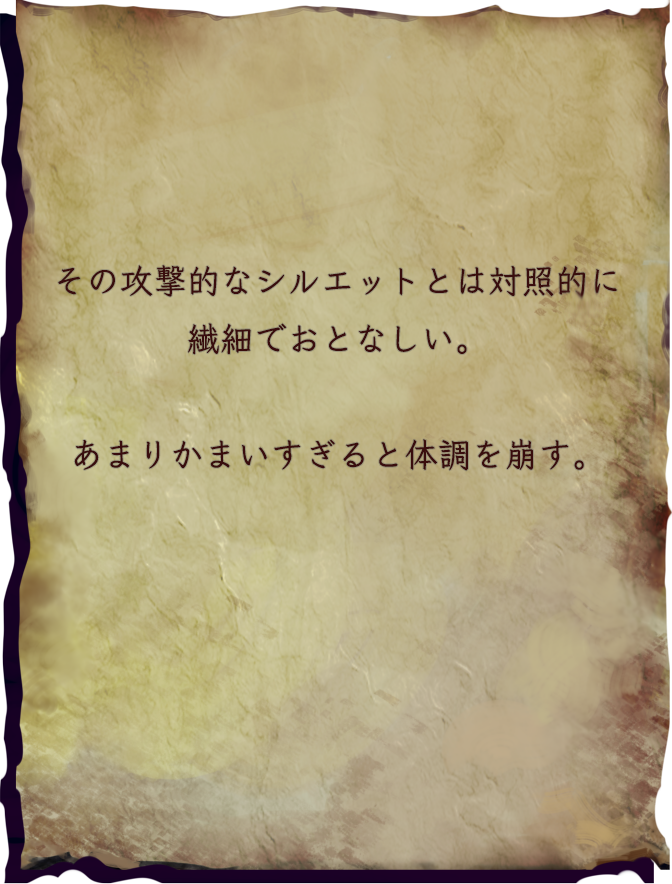 その攻撃的なシルエットとは対照的に
繊細でおとなしい。
あまりかまいすぎると体調を崩す。